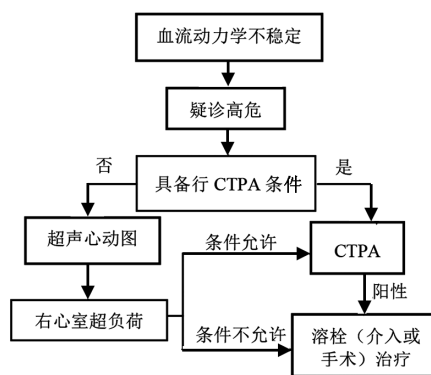 血流动力学不稳定
疑诊高危
否
具备行 CTPA 条件
是
超声心动图
条件允许
CTPA
阳性
右心室超负荷
条件不允许
溶栓（介入或
手术）治疗